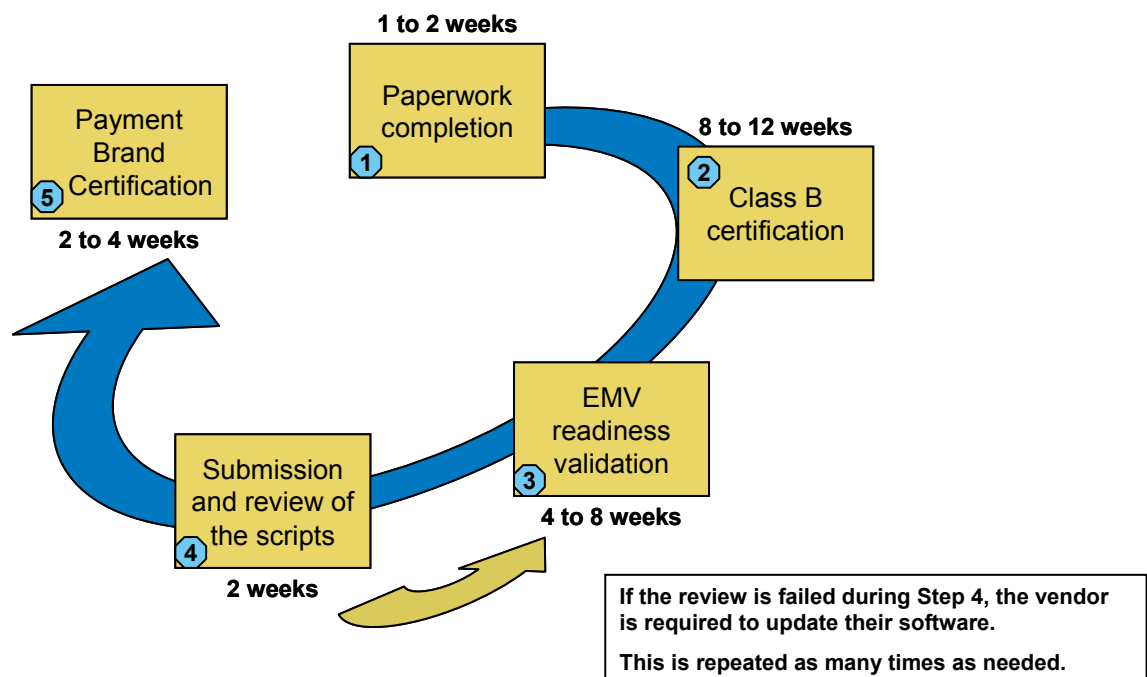 1 to 2 weeks
Paperwork
completion
1
8 to 12 weeks
2
Class B
certification
EMV
readiness
validation
3
4 to 8 weeks
Submission
and review of
the scripts
4
2 weeks
Payment
Brand
Certification
5
2 to 4 weeks
If the review is failed during Step 4, the vendor
is required to update their software.
This is repeated as many times as needed.